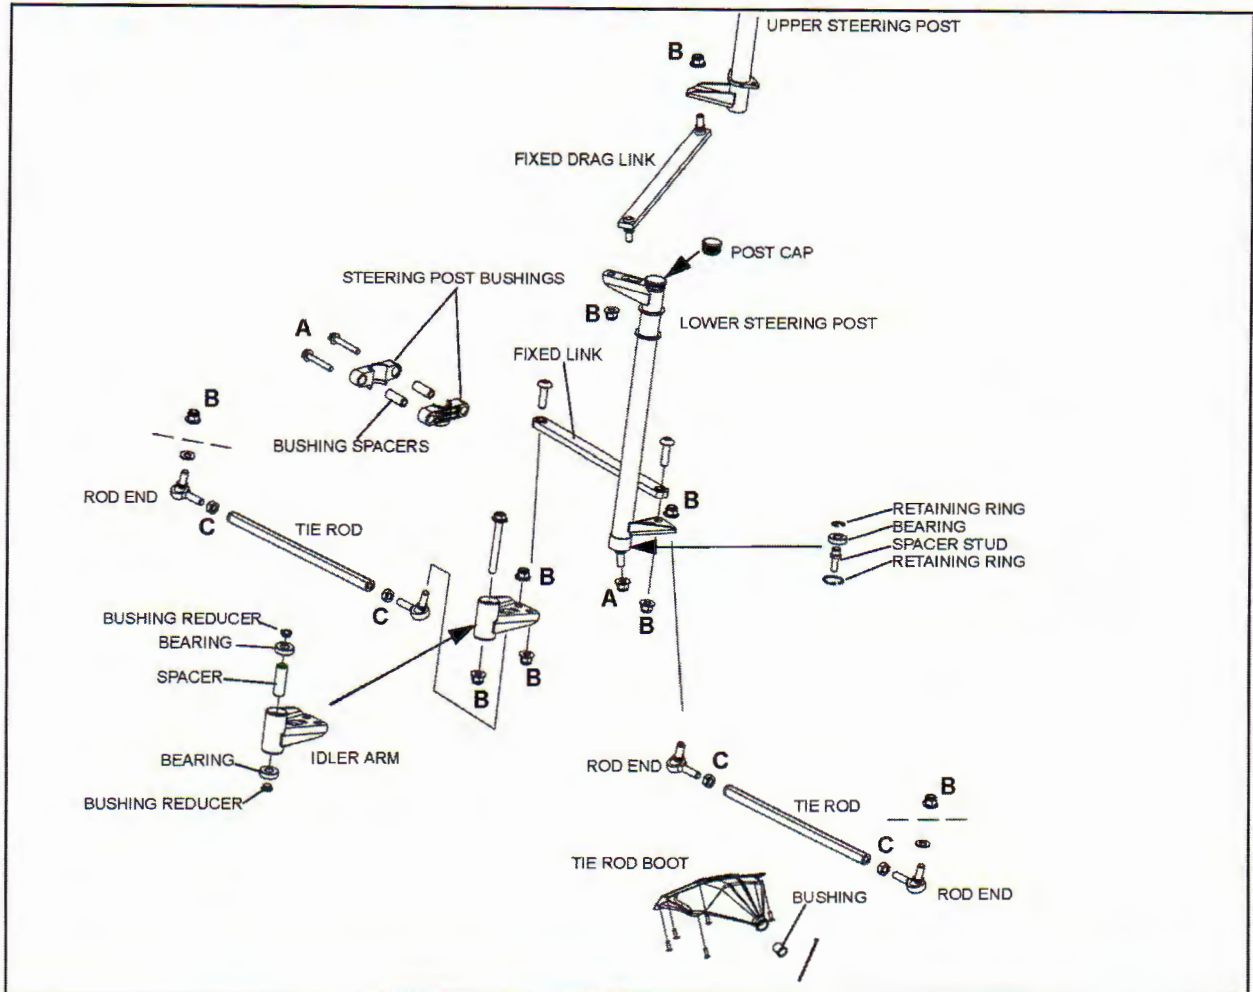 UPPER STEERING POST
B
FIXED DRAG LINK
POST CAP
STEERING POST BUSHINGS
B
LOWER STEERING POST
A
FIXED LINK
B
BUSHING SPACERS
ROD END
B
RETAINING RING
BEARING
SPACER STUD
RETAINING RING
C
TIE ROD
B
A
B
C
BUSHING REDUCER
BEARING
SPACER
B
B
IDLER ARM
BEARING
BUSHING REDUCER
ROD END
C
B
TIE ROD
C
TIE ROD BOOT
BUSHING
ROD END